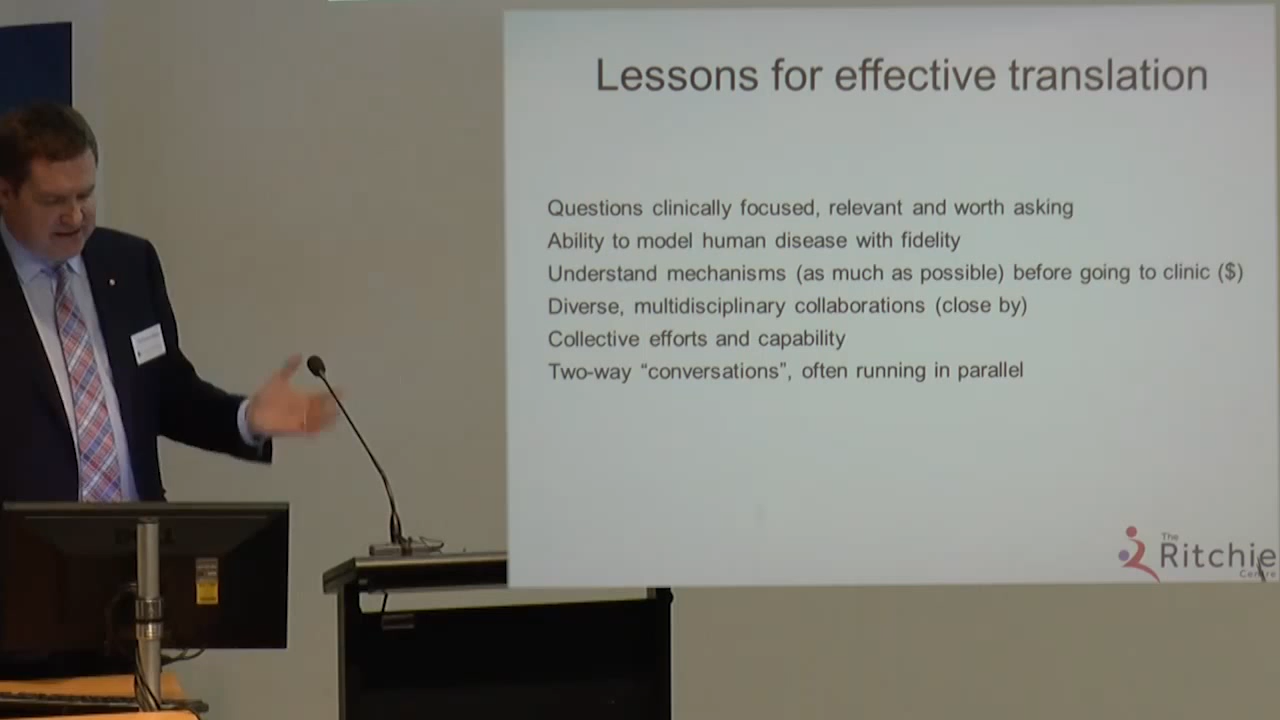 Lessons for effective translation
Questions clinically focused, relevant and worth asking
Ability to model human disease with fidelity
Understand mechanisms (as much as possible) before going to clinic ($)
Diverse, multidisciplinary collaborations (close by)
Collective efforts and capability
Two-way “conversations”, often running in parallel
The
Ritchie
Centre
DELL